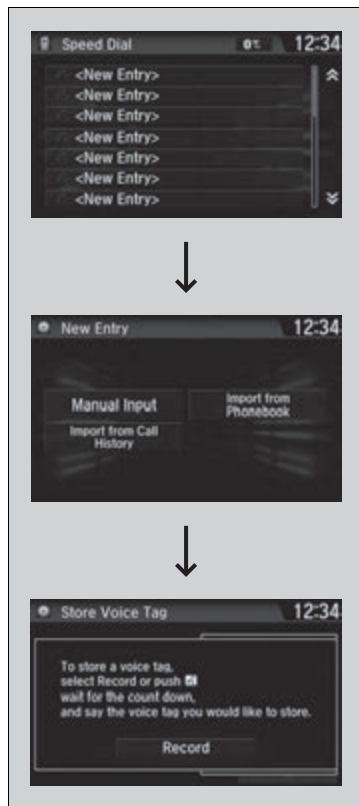 Speed Dial 12:34
<New Entry>
<New Entry>
<New Entry>
<New Entry>
<New Entry>
<New Entry>
<New Entry>
New Entry 12:34
Manual Input
Import from
Phonebook
Import from Call
History
Store Voice Tag 12:34
To store a voice tag,
select Record or push
wait for the count down,
and say the voice tag you would like to store.
Record